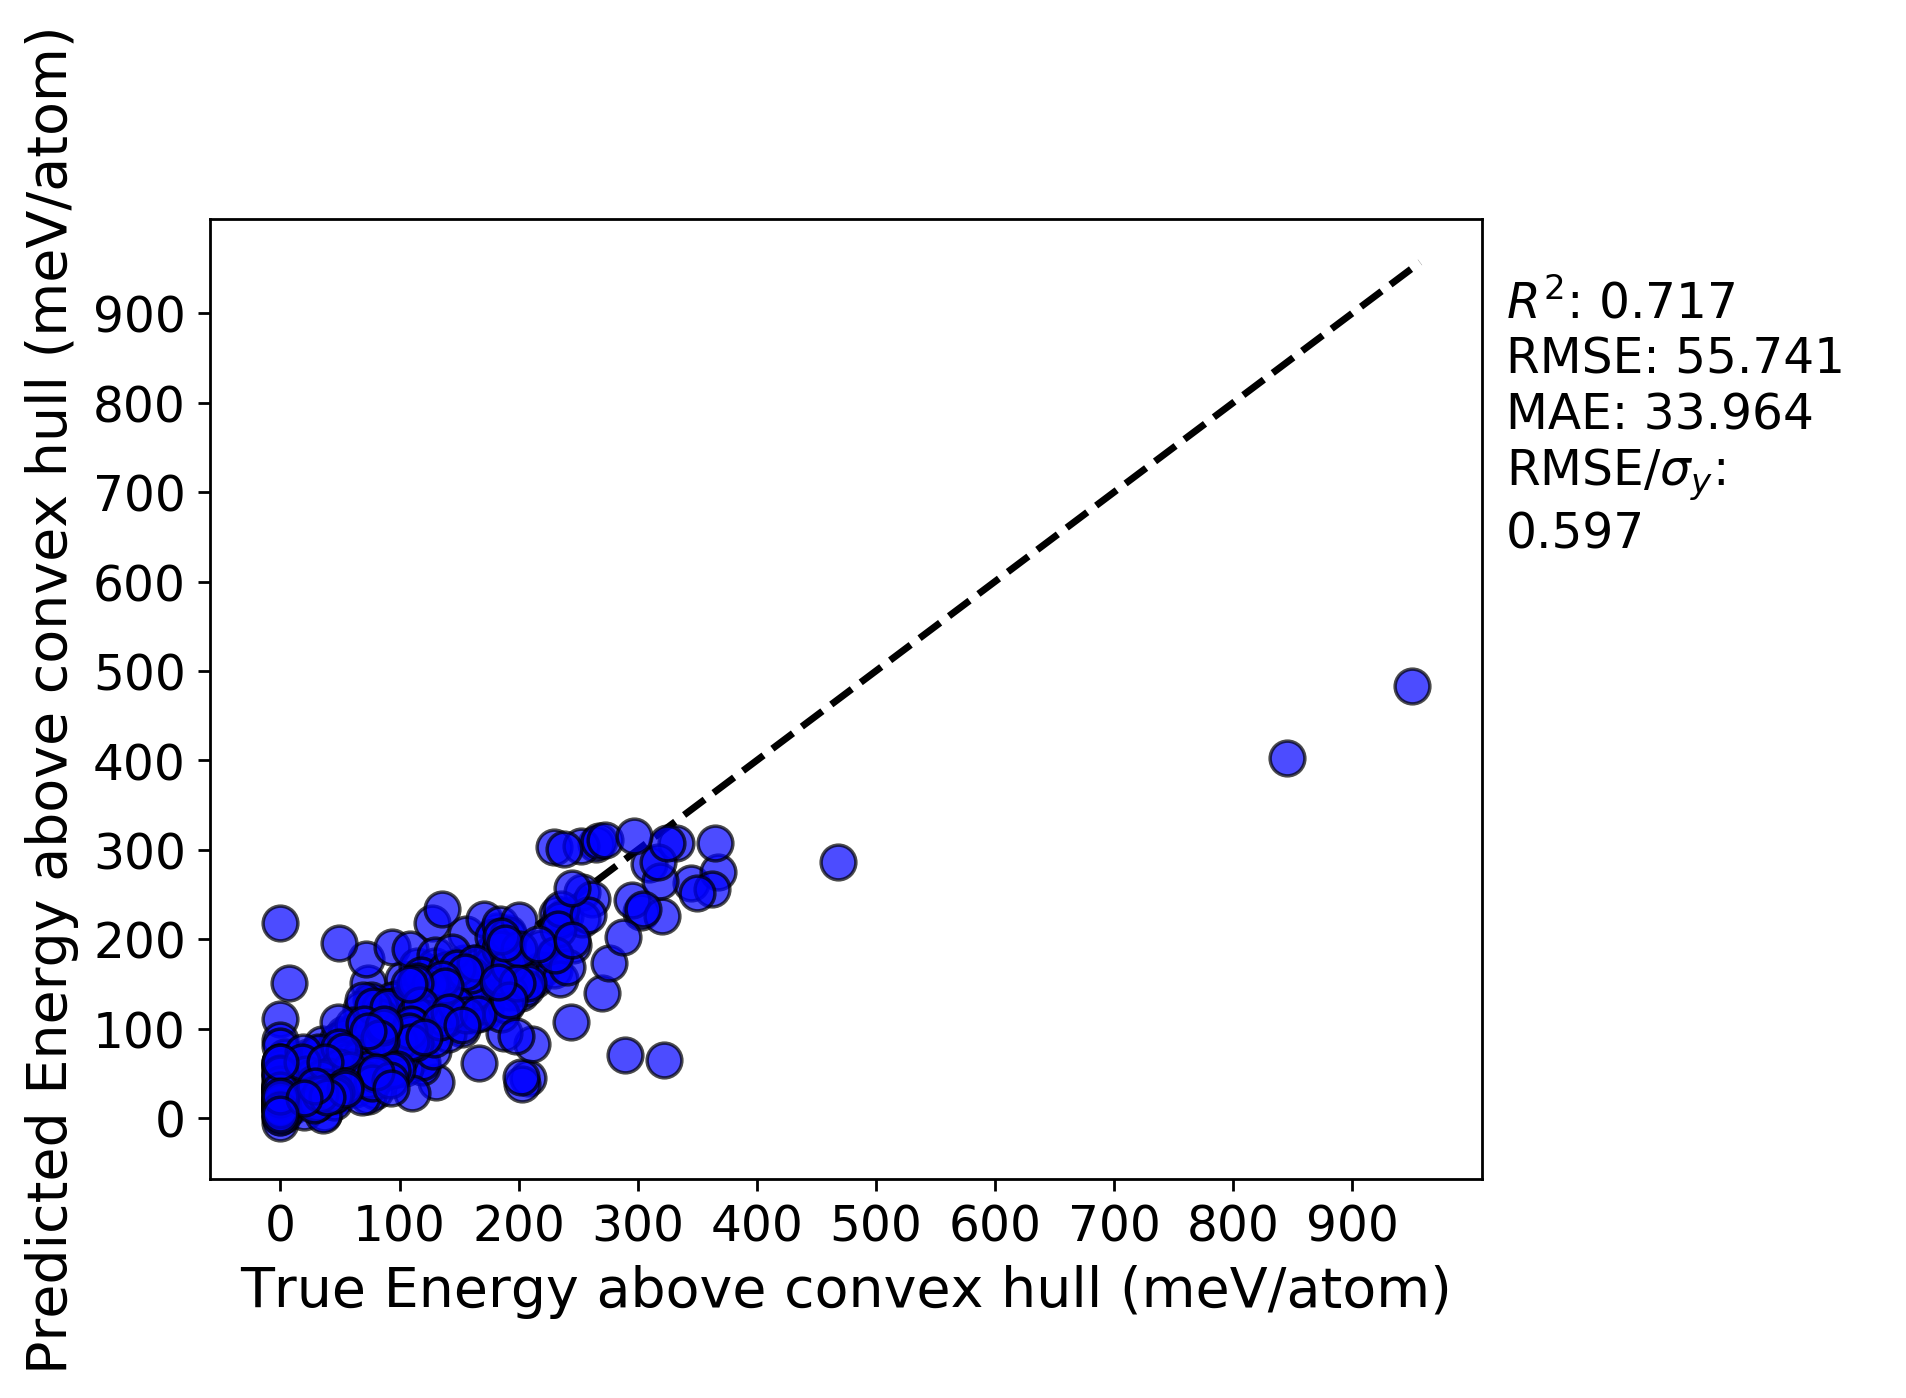 Predicted Energy above convex hull (meV/atom)
900
800
700
600
500
400
300
200
100
0
0 100 200 300 400 500 600 700 800 900
True Energy above convex hull (meV/atom)
R²: 0.717
RMSE: 55.741
MAE: 33.964
RMSE/σy:
0.597